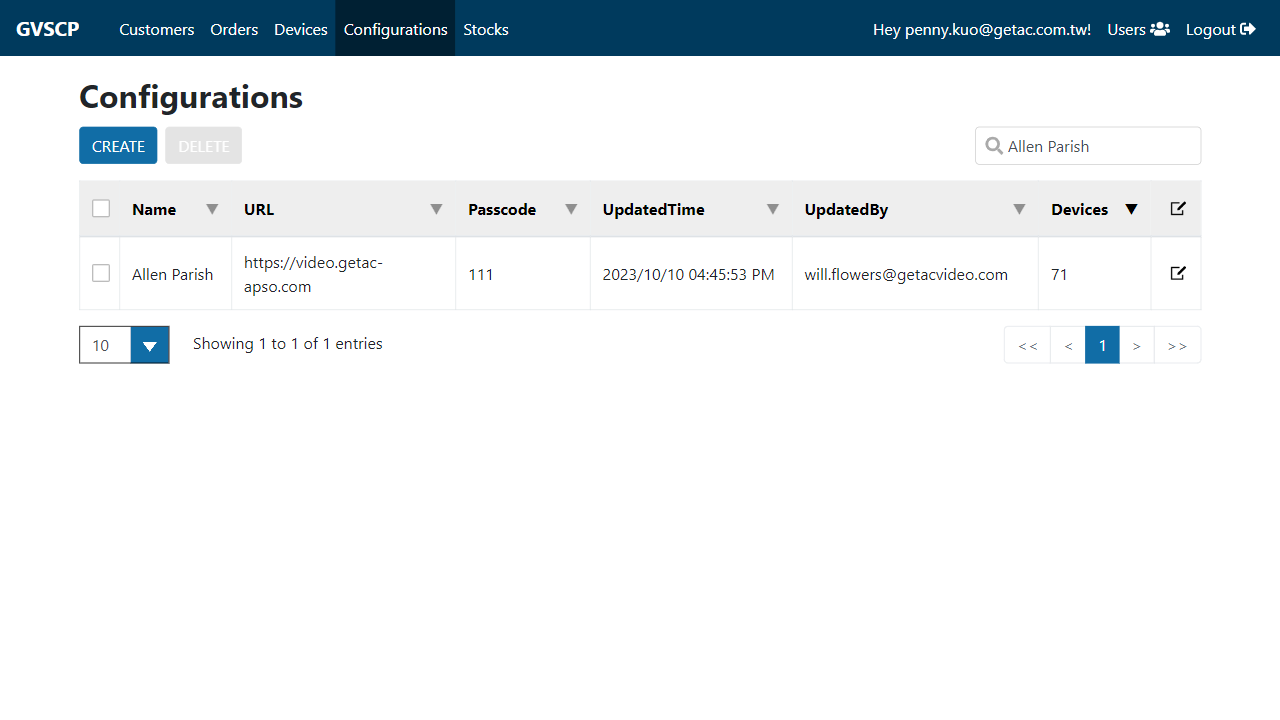 GVSCP Customers Orders Devices Configurations Stocks Hey penny.kuo@getac.com.tw! Users Logout
Configurations
CREATE DELETE Allen Parish
Name URL Passcode UpdatedTime UpdatedBy Devices
Allen Parish https://video.getac-
apso.com 111 2023/10/10 04:45:53 PM will.flowers@getacvideo.com 71
10 Showing 1 to 1 of 1 entries << < 1 > >>